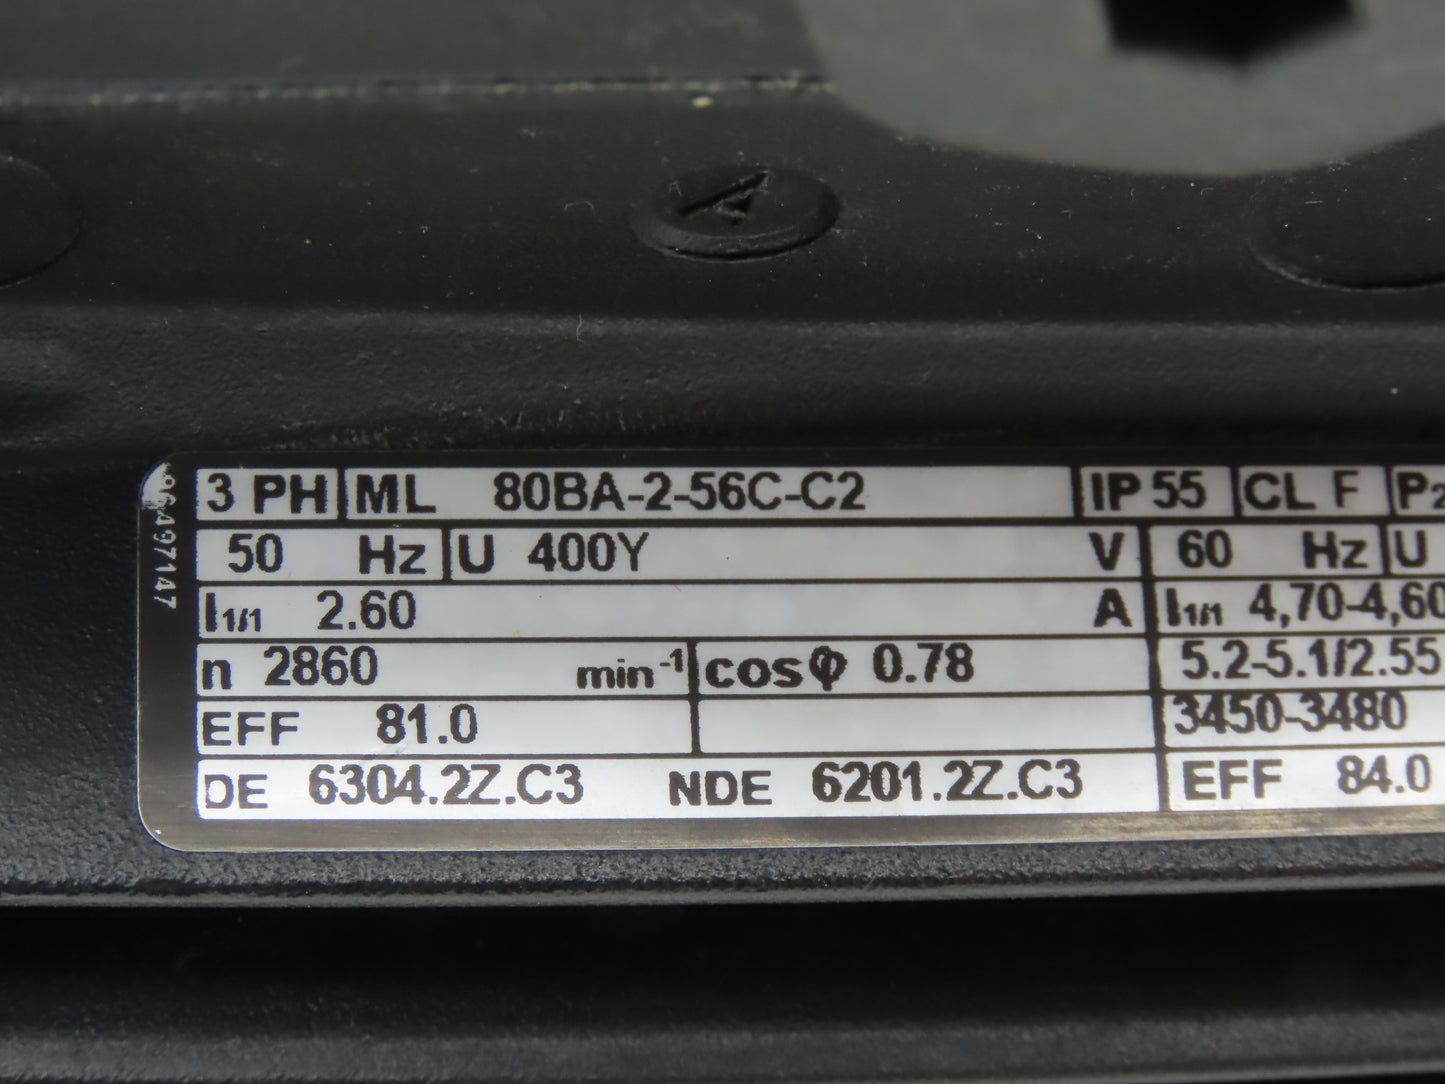 3 PH ML 80BA-2-56C-C2 IP 55 CL F P2
50 Hz U 400Y V 60 Hz U
I1/1 2.60 A I1/1 4,70-4,60
n 2860 min-1 cosφ 0.78 5.2-5.1/2.55
EFF 81.0 3450-3480
DE 6304.2Z.C3 NDE 6201.2Z.C3 EFF 84.0
96497147
A